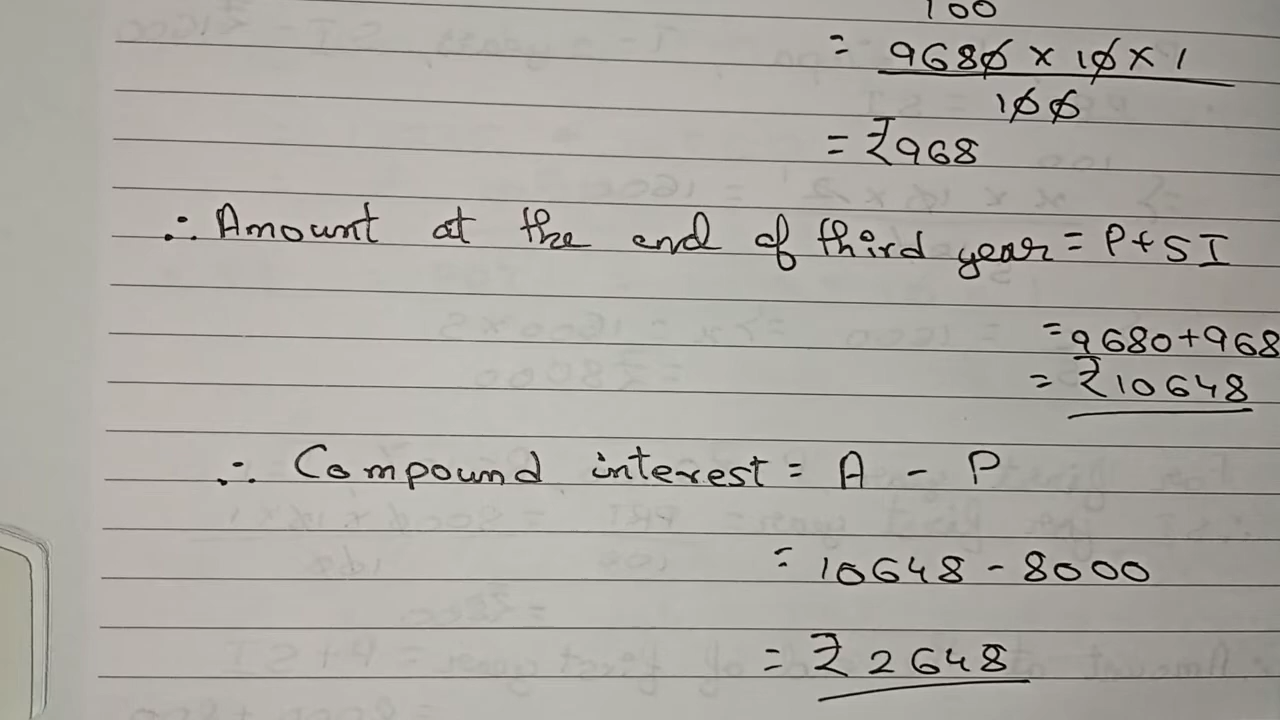 100
= 9680 × 10 × 1
100
= ₹968
∴ Amount at the end of third year = P+SI
= 9680+968
= ₹10648
∴ Compound interest = A - P
= 10648 - 8000
= ₹2648